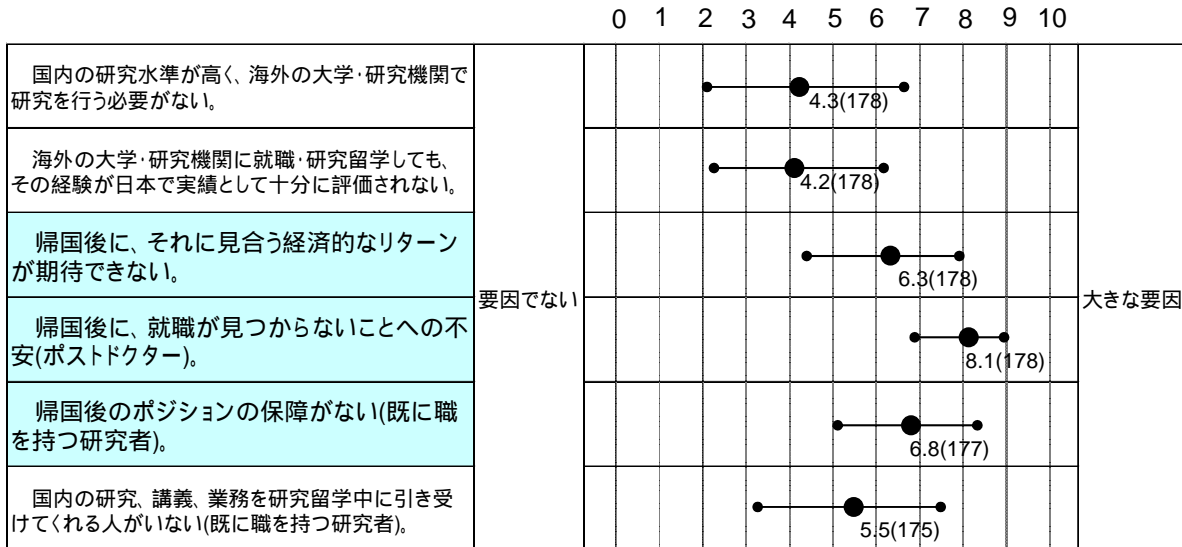 0 1 2 3 4 5 6 7 8 9 10
国内の研究水準が高く、海外の大学・研究機関で
研究を行う必要がない。
4.3(178)
海外の大学・研究機関に就職・研究留学しても、
その経験が日本で実績として十分に評価されない。
4.2(178)
帰国後に、それに見合う経済的なリターン
が期待できない。
6.3(178)
要因でない
大きな要因
帰国後に、就職が見つからないことへの不
安(ポストドクター)。
8.1(178)
帰国後のポジションの保障がない(既に職
を持つ研究者)。
6.8(177)
国内の研究、講義、業務を研究留学中に引き受
けてくれる人がいない(既に職を持つ研究者)。
5.5(175)